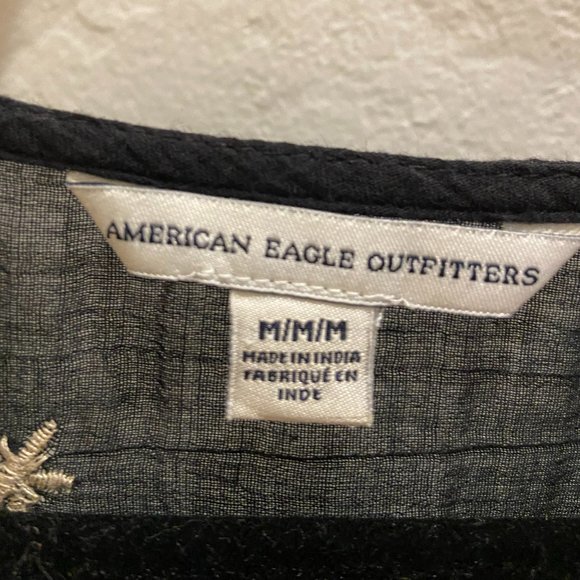 AMERICAN EAGLE OUTFITTERS
M/M/M
MADE IN INDIA
FABRIQUÉ EN
INDE